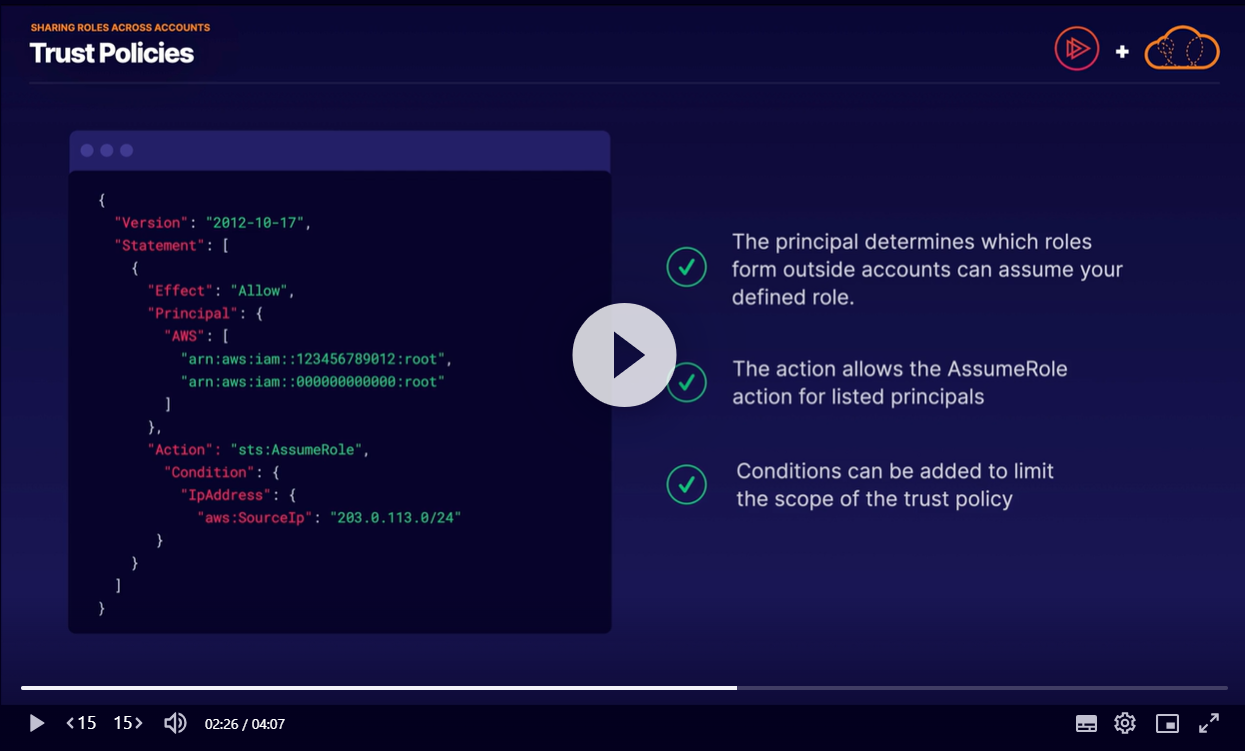 SHARING ROLES ACROSS ACCOUNTS
Trust Policies
+
{
"Version": "2012-10-17",
"Statement": [
{
"Effect": "Allow",
"Principal": {
"AWS": [
"arn:aws:iam::123456789012:root",
"arn:aws:iam::000000000000:root"
]
},
"Action": "sts:AssumeRole",
"Condition": {
"IpAddress": {
"aws:SourceIp": "203.0.113.0/24"
}
}
]
}
The principal determines which roles
form outside accounts can assume your
defined role.
The action allows the AssumeRole
action for listed principals
Conditions can be added to limit
the scope of the trust policy
<15 15> 02:26 / 04:07